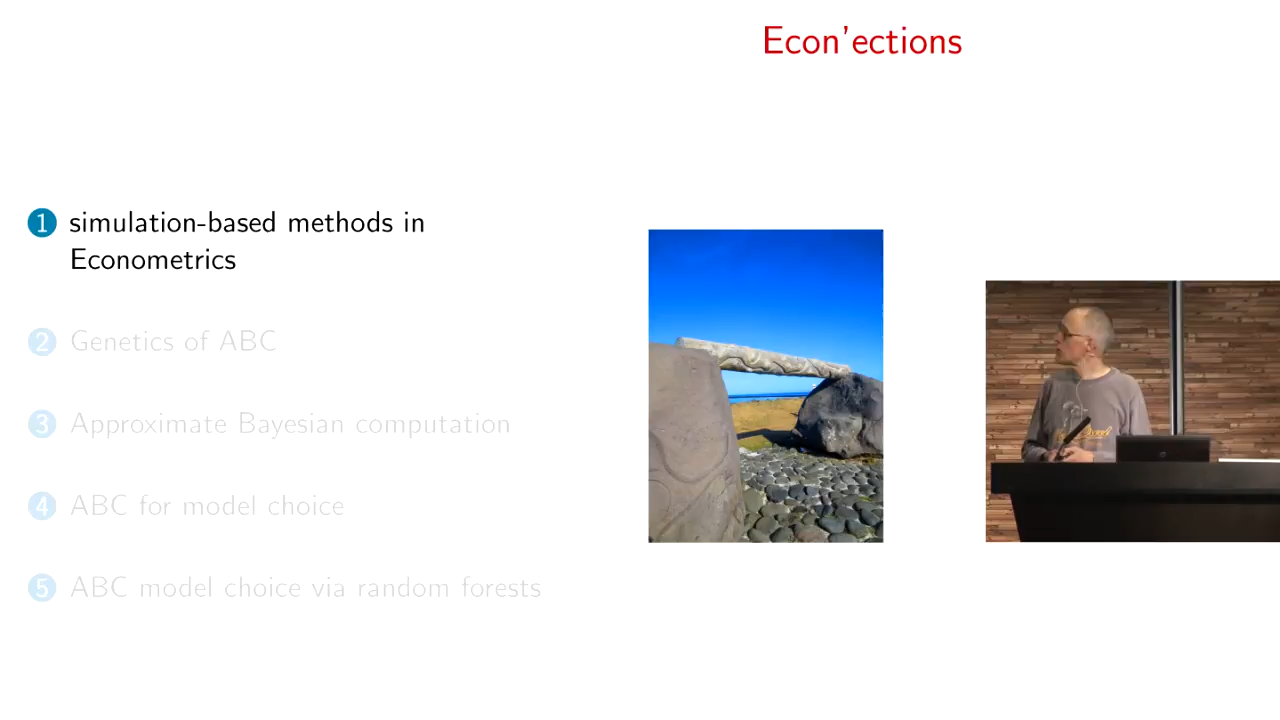 Econ'ections
1 simulation-based methods in
Econometrics
2 Genetics of ABC
3 Approximate Bayesian computation
4 ABC for model choice
5 ABC model choice via random forests